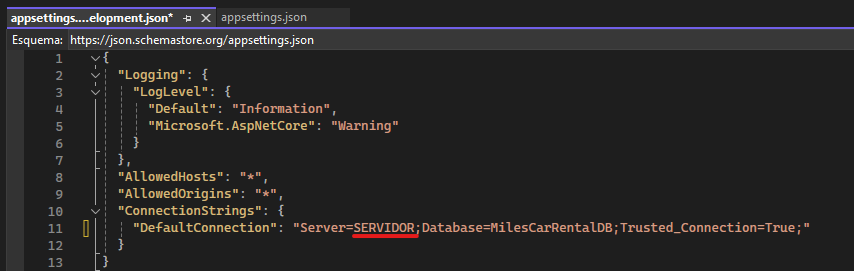 appsettings....elopment.json* appsettings.json
Esquema: https://json.schemastore.org/appsettings.json
1 {
2 "Logging": {
3 "LogLevel": {
4 "Default": "Information",
5 "Microsoft.AspNetCore": "Warning"
6 }
7 },
8 "AllowedHosts": "*",
9 "AllowedOrigins": "*",
10 "ConnectionStrings": {
11 "DefaultConnection": "Server=SERVIDOR;Database=MilesCarRentalDB;Trusted_Connection=True;"
12 }
13 }